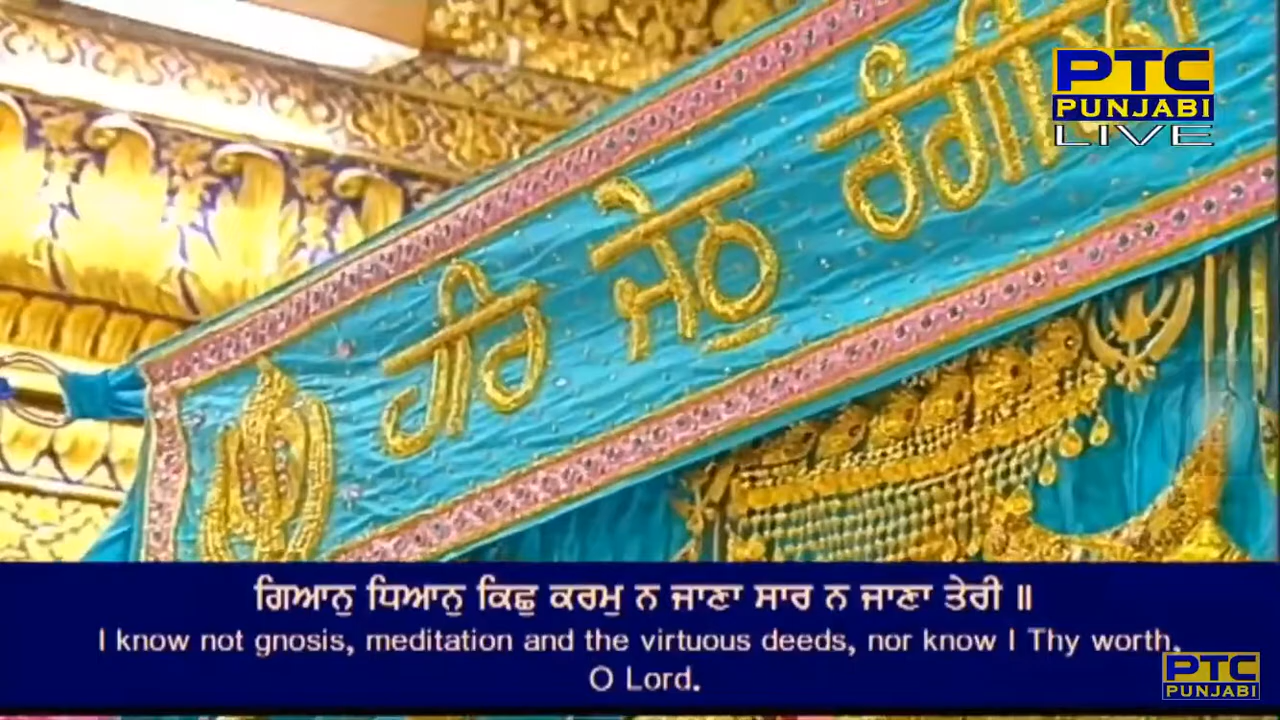 PTC
PUNJABI
LIVE
ਹਰਿ ਜੇਠੁ ਰੰਗੀਲਾ
ਗਿਆਨੁ ਧਿਆਨੁ ਕਿਛੁ ਕਰਮੁ ਨ ਜਾਣਾ ਸਾਰ ਨ ਜਾਣਾ ਤੇਰੀ ॥
I know not gnosis, meditation and the virtuous deeds, nor know I Thy worth,
O Lord.
PTC
PUNJABI